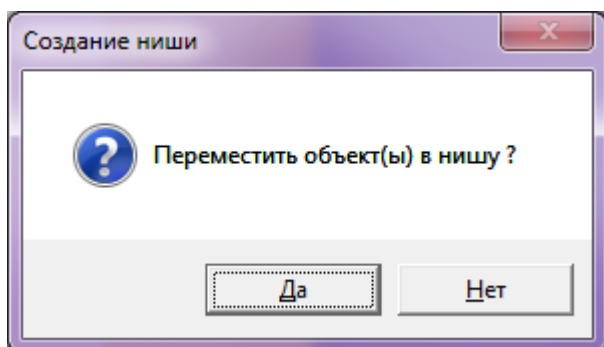 Создание ниши
Переместить объект(ы) в нишу ?
Да
Нет